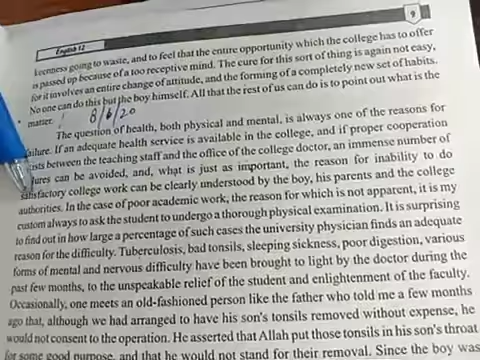 English 12
9
keenness going to waste, and to feel that the entire opportunity which the college has to offer
is passed up because of a too receptive mind. The cure for this sort of thing is again not easy,
for it involves an entire change of attitude, and the forming of a completely new set of habits.
No one can do this but the boy himself. All that the rest of us can do is to point out what is the
matter.
8/6/20
The question of health, both physical and mental, is always one of the reasons for
failure. If an adequate health service is available in the college, and if proper cooperation
between the teaching staff and the office of the college doctor, an immense number of
can be avoided, and, what is just as important, the reason for inability to do
satisfactory college work can be clearly understood by the boy, his parents and the college
authorities. In the case of poor academic work, the reason for which is not apparent, it is my
custom always to ask the student to undergo a thorough physical examination. It is surprising
to find out in how large a percentage of such cases the university physician finds an adequate
reason for the difficulty. Tuberculosis, bad tonsils, sleeping sickness, poor digestion, various
forms of mental and nervous difficulty have been brought to light by the doctor during the
past few months, to the unspeakable relief of the student and enlightenment of the faculty.
Occasionally, one meets an old-fashioned person like the father who told me a few months
ago that, although we had arranged to have his son's tonsils removed without expense, he
would not consent to the operation. He asserted that Allah put those tonsils in his son's throat
for some good purpose, and that he would not stand for their removal. Since the boy was